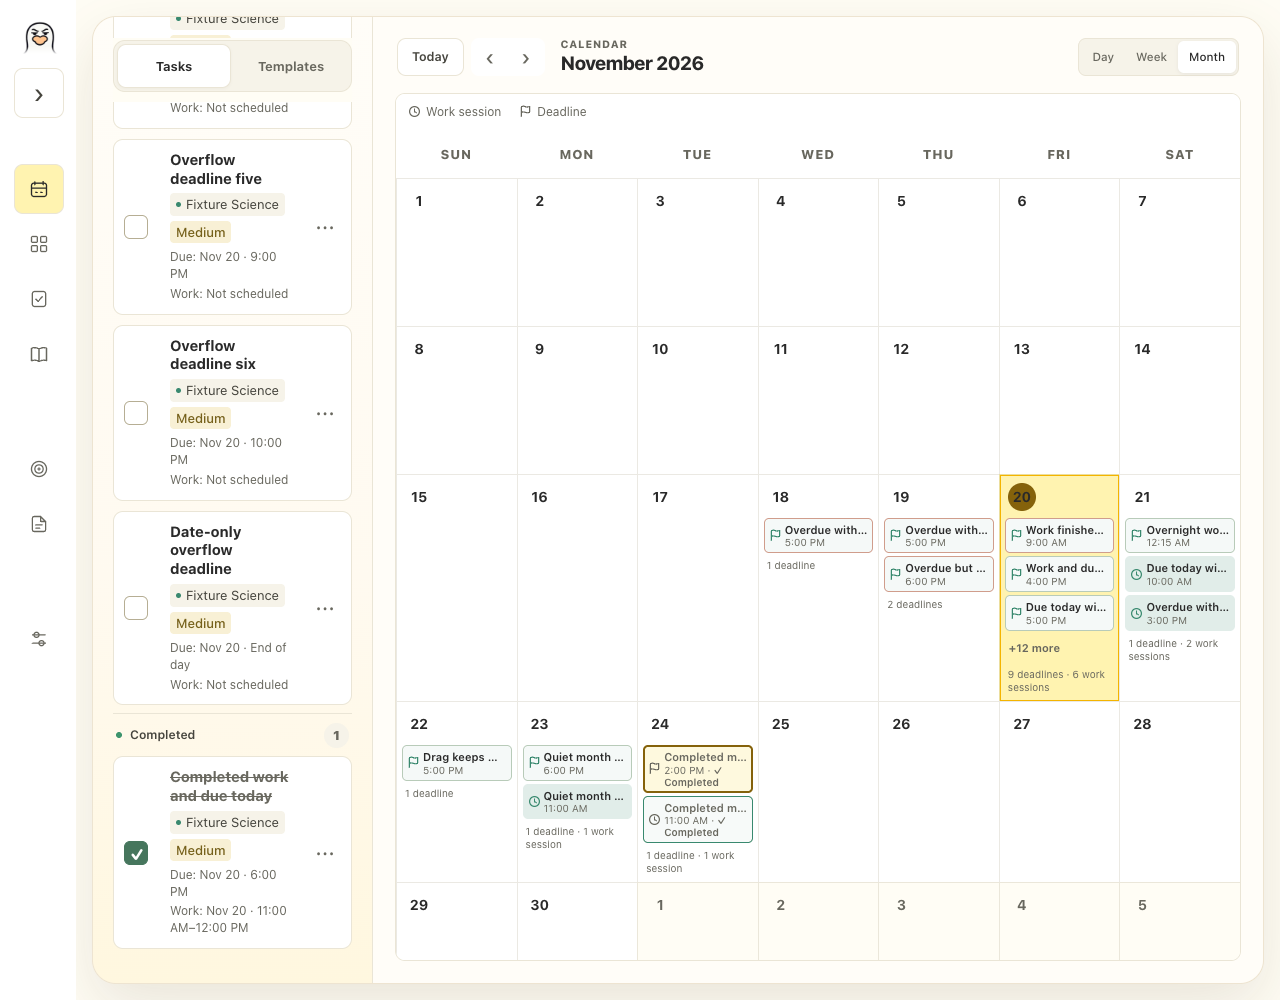 Fixture Science
Tasks
Templates
Work: Not scheduled
Overflow
deadline five
Fixture Science
Medium
Due: Nov 20 · 9:00
PM
Work: Not scheduled
Overflow
deadline six
Fixture Science
Medium
Due: Nov 20 · 10:00
PM
Work: Not scheduled
Date-only
overflow
deadline
Fixture Science
Medium
Due: Nov 20 · End of
day
Work: Not scheduled
Completed
1
Completed work
and due today
Fixture Science
Medium
Due: Nov 20 · 6:00
PM
Work: Nov 20 · 11:00
AM–12:00 PM
Today
CALENDAR
November 2026
Day
Week
Month
Work session
Deadline
SUN
MON
TUE
WED
THU
FRI
SAT
1
2
3
4
5
6
7
8
9
10
11
12
13
14
15
16
17
18
Overdue with...
5:00 PM
1 deadline
19
Overdue with...
5:00 PM
Overdue but ...
6:00 PM
2 deadlines
20
Work finishe...
9:00 AM
Work and du...
4:00 PM
Due today wi...
5:00 PM
+12 more
9 deadlines · 6 work
sessions
21
Overnight wo...
12:15 AM
Due today wi...
10:00 AM
Overdue with...
3:00 PM
1 deadline · 2 work
sessions
22
Drag keeps ...
5:00 PM
1 deadline
23
Quiet month ...
6:00 PM
Quiet month ...
11:00 AM
1 deadline · 1 work
session
24
Completed m...
2:00 PM · ✓
Completed
Completed m...
11:00 AM · ✓
Completed
1 deadline · 1 work
session
25
26
27
28
29
30
1
2
3
4
5